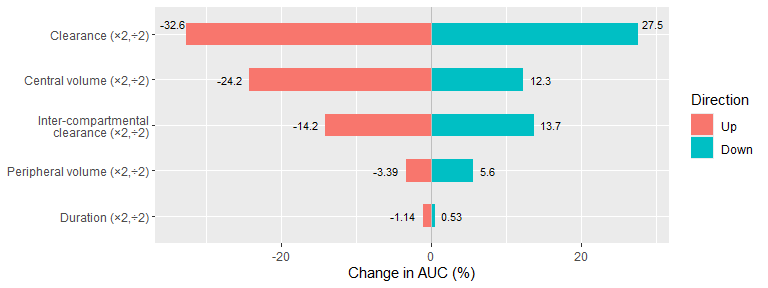 Clearance (×2,÷2)
-32.6
27.5
Central volume (×2,÷2)
-24.2
12.3
Inter-compartmental
clearance (×2,÷2)
-14.2
13.7
Peripheral volume (×2,÷2)
-3.39
5.6
Duration (×2,÷2)
-1.14
0.53
-20
0
20
Change in AUC (%)
Direction
Up
Down